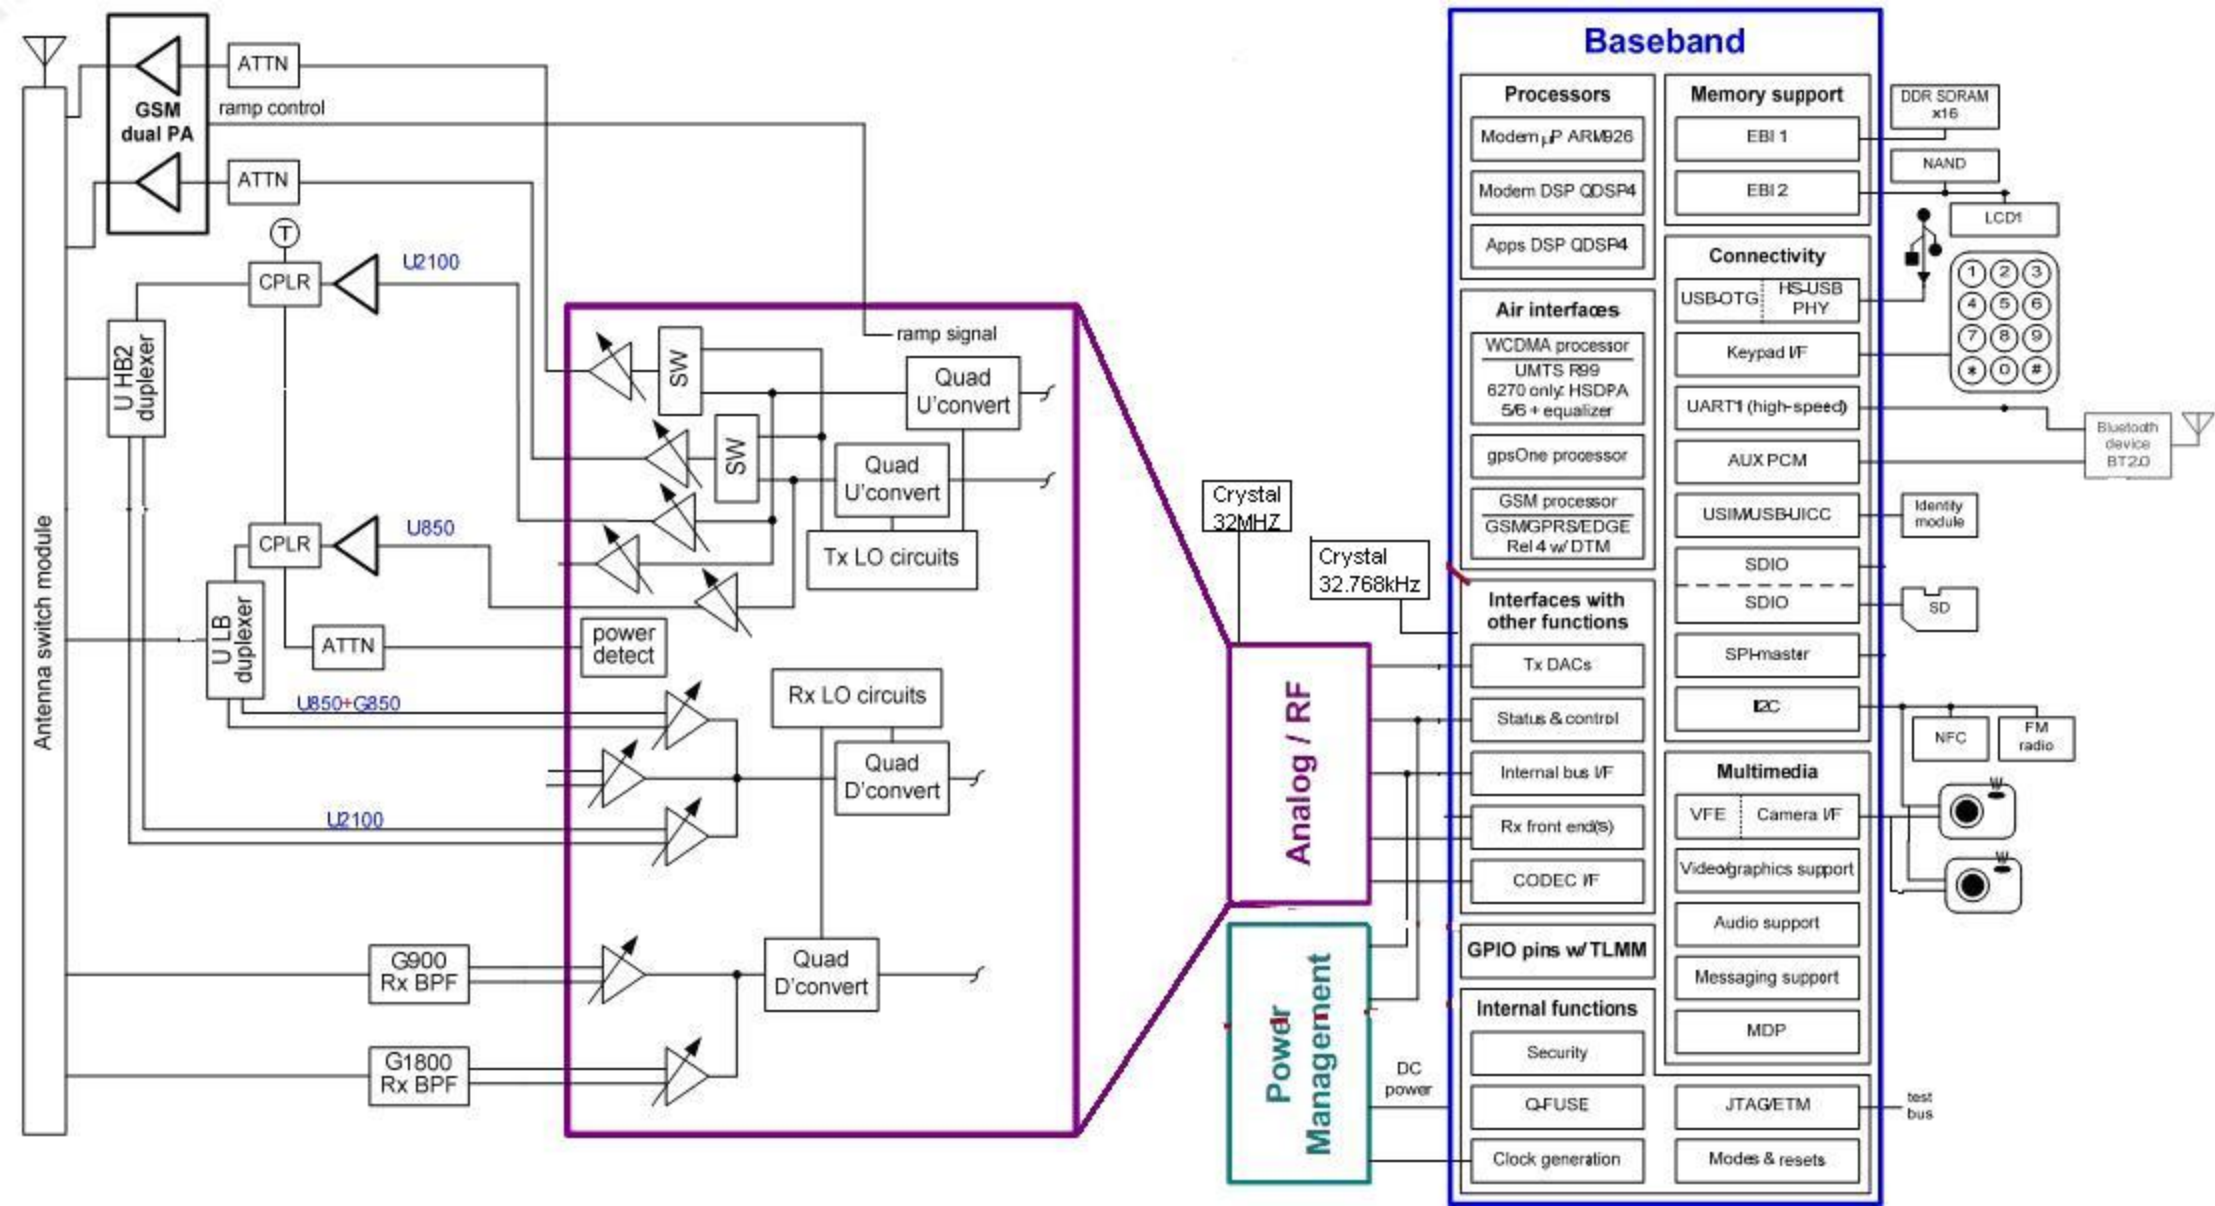 GSM
dual PA
ATTN
ramp control
ATTN
T
CPLR
U2100
U HB2
duplexer
CPLR
U850
U LB
duplexer
ATTN
U850+G850
U2100
Antenna switch module
G900
Rx BPF
G1800
Rx BPF
ramp signal
SW
SW
Quad
U'convert
Quad
U'convert
Tx LO circuits
power
detect
Rx LO circuits
Quad
D'convert
Quad
D'convert
Crystal
32MHZ
Crystal
32.768kHz
Analog / RF
Power
Management
DC
power
Baseband
Processors
Modem µP ARM926
Modem DSP QDSP4
Apps DSP QDSP4
Air interfaces
WCDMA processor
UMTS R99
6270 only: HSDPA
5/6 + equalizer
gpsOne processor
GSM processor
GSM/GPRS/EDGE
Rel 4 w/ DTM
Interfaces with
other functions
Tx DACs
Status & control
Internal bus I/F
Rx front end(s)
CODEC I/F
GPIO pins w/ TLMM
Internal functions
Security
Q-FUSE
Clock generation
Memory support
EBI 1
EBI 2
Connectivity
USB-OTG
HS-USB
PHY
Keypad I/F
UART1 (high-speed)
AUX PCM
USIM/USB-UICC
SDIO
SDIO
SPI-master
I2C
Multimedia
VFE
Camera I/F
Video/graphics support
Audio support
Messaging support
MDP
JTAG/ETM
Modes & resets
DDR SDRAM
x16
NAND
LCD1
1 2 3
4 5 6
7 8 9
* 0 #
Bluetooth
device
BT2.0
Identity
module
SD
NFC
FM
radio
test
bus